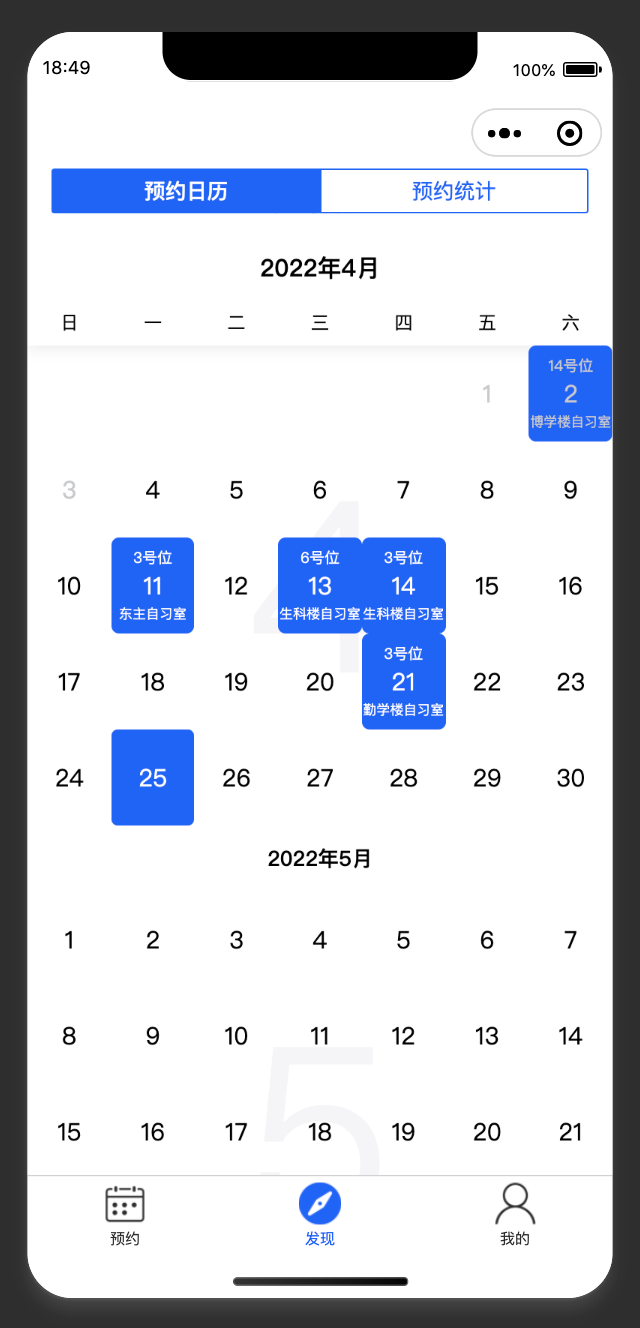 18:49
100%
预约日历 预约统计
2022年4月
日 一 二 三 四 五 六
14号位
1 2
博学楼自习室
3 4 5 6 7 8 9
4
3号位 6号位 3号位
10 11 12 13 14 15 16
东主自习室 生科楼自习室 生科楼自习室
3号位
17 18 19 20 21 22 23
勤学楼自习室
24 25 26 27 28 29 30
2022年5月
1 2 3 4 5 6 7
8 9 10 11 12 13 14
5
15 16 17 18 19 20 21
预约 发现 我的